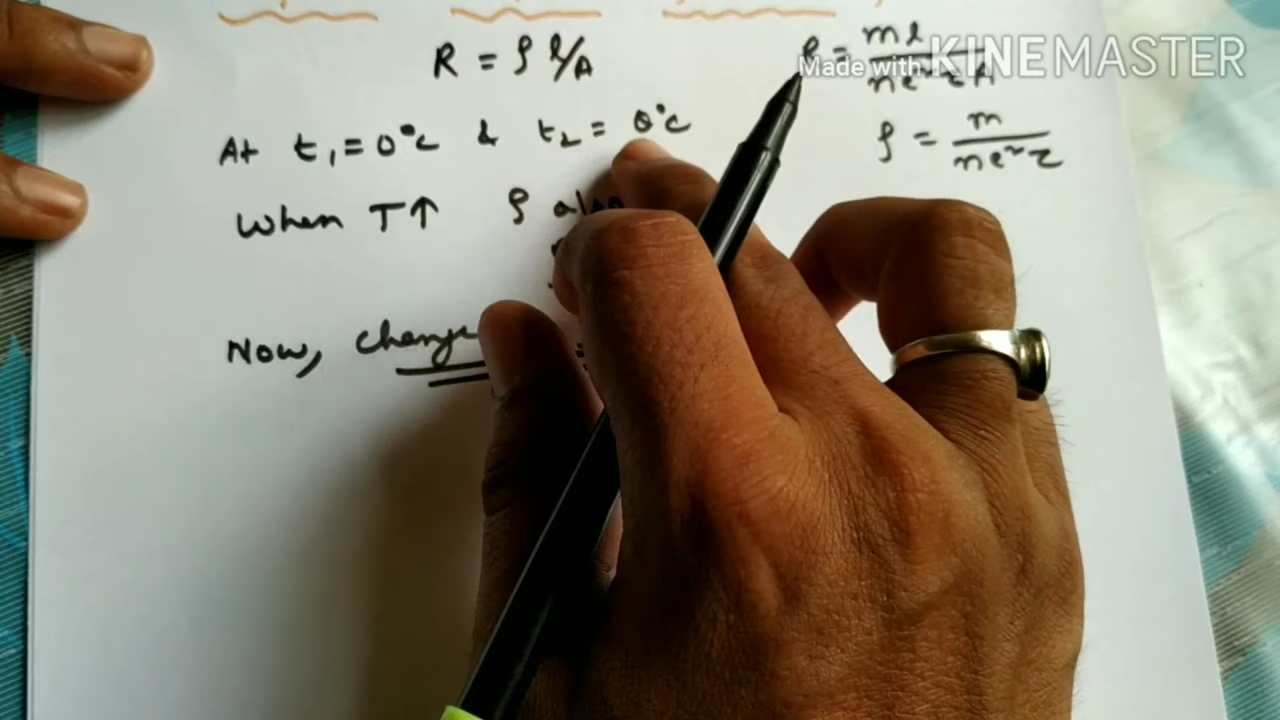 R = ρ l/A
R = ml / ne²τA
Made with KINEMASTER
At t₁ = 0°c & t₂ = θ°c
ρ = m / ne²τ
When T↑ ρ also
Now, change